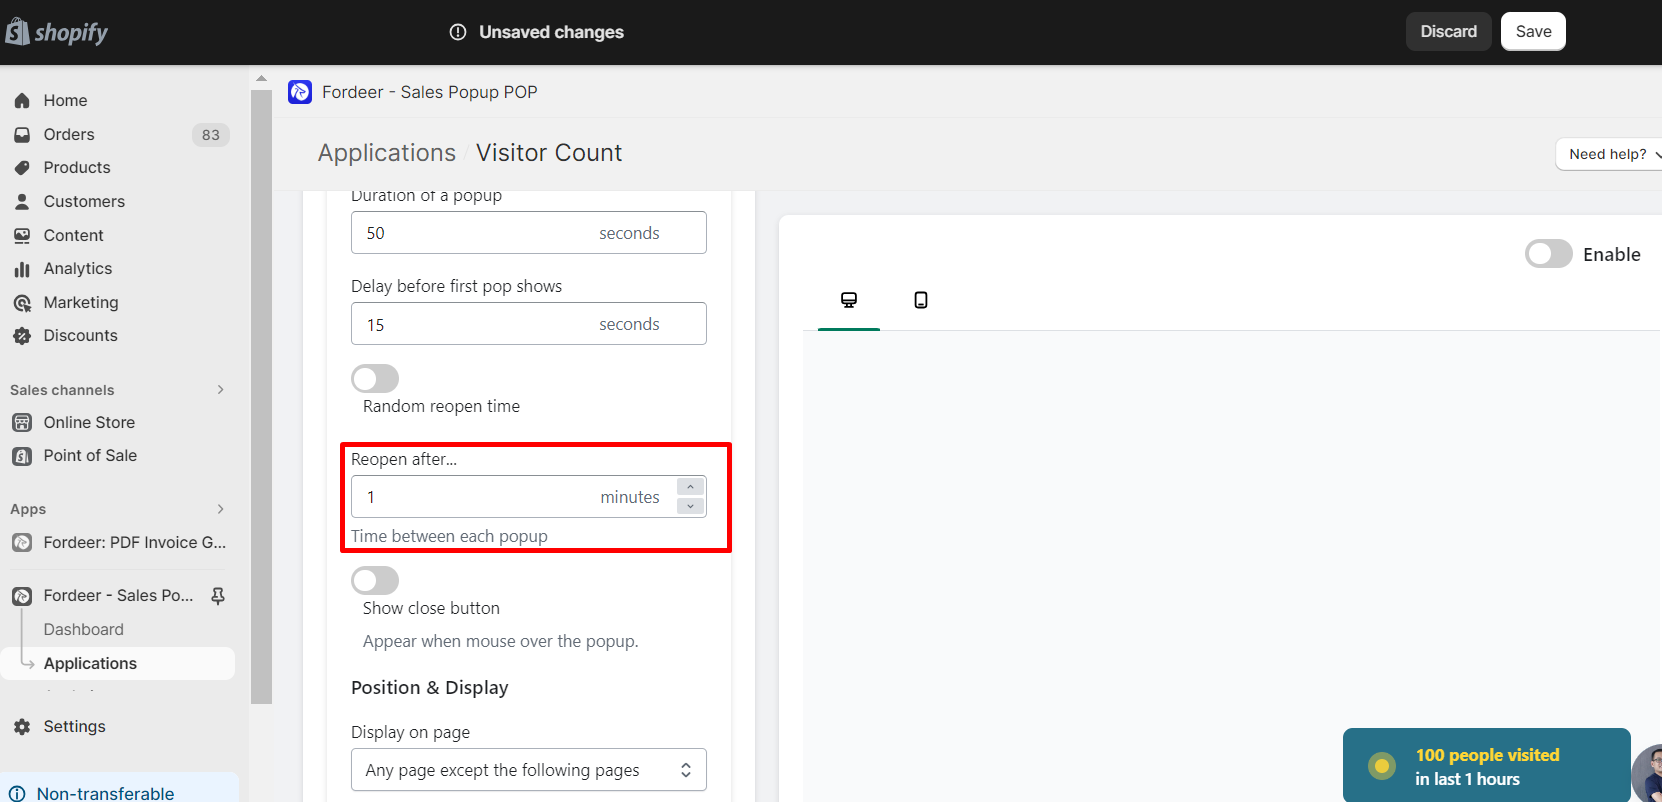 shopify
Unsaved changes
Discard
Save
Home
Orders
83
Products
Customers
Content
Analytics
Marketing
Discounts
Sales channels
Online Store
Point of Sale
Apps
Fordeer: PDF Invoice G...
Fordeer - Sales Po...
Dashboard
Applications
Settings
Non-transferable
Fordeer - Sales Popup POP
Applications / Visitor Count
Need help?
Duration of a popup
50 seconds
Delay before first pop shows
15 seconds
Random reopen time
Reopen after...
1 minutes
Time between each popup
Show close button
Appear when mouse over the popup.
Position & Display
Display on page
Any page except the following pages
Enable
100 people visited
in last 1 hours